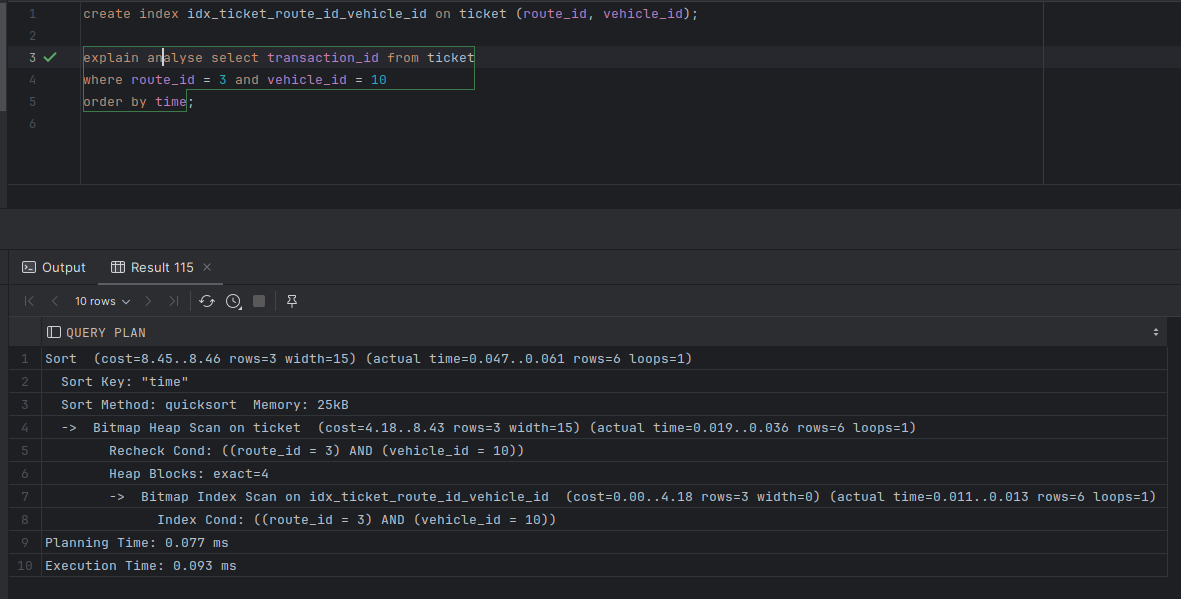 1 create index idx_ticket_route_id_vehicle_id on ticket (route_id, vehicle_id);
2
3 explain analyse select transaction_id from ticket
4 where route_id = 3 and vehicle_id = 10
5 order by time;
6
Output Result 115 ×
10 rows
QUERY PLAN
1 Sort  (cost=8.45..8.46 rows=3 width=15) (actual time=0.047..0.061 rows=6 loops=1)
2   Sort Key: "time"
3   Sort Method: quicksort  Memory: 25kB
4   ->  Bitmap Heap Scan on ticket  (cost=4.18..8.43 rows=3 width=15) (actual time=0.019..0.036 rows=6 loops=1)
5         Recheck Cond: ((route_id = 3) AND (vehicle_id = 10))
6         Heap Blocks: exact=4
7         ->  Bitmap Index Scan on idx_ticket_route_id_vehicle_id  (cost=0.00..4.18 rows=3 width=0) (actual time=0.011..0.013 rows=6 loops=1)
8               Index Cond: ((route_id = 3) AND (vehicle_id = 10))
9 Planning Time: 0.077 ms
10 Execution Time: 0.093 ms